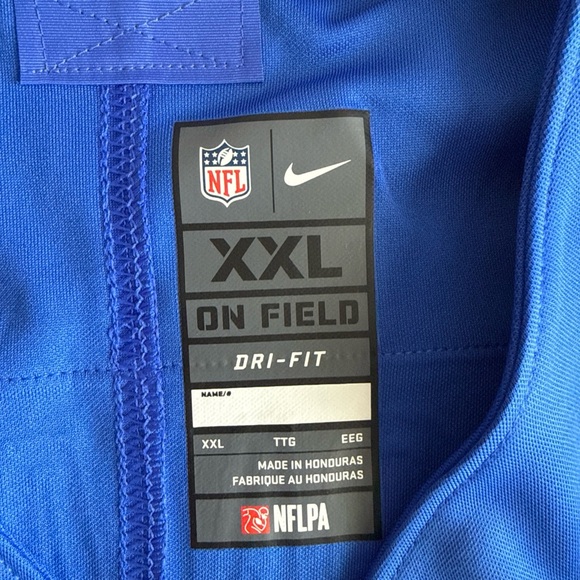 NFL
XXL
ON FIELD
DRI-FIT
NAME/#
XXL TTG EEG
MADE IN HONDURAS
FABRIQUE AU HONDURAS
NFLPA